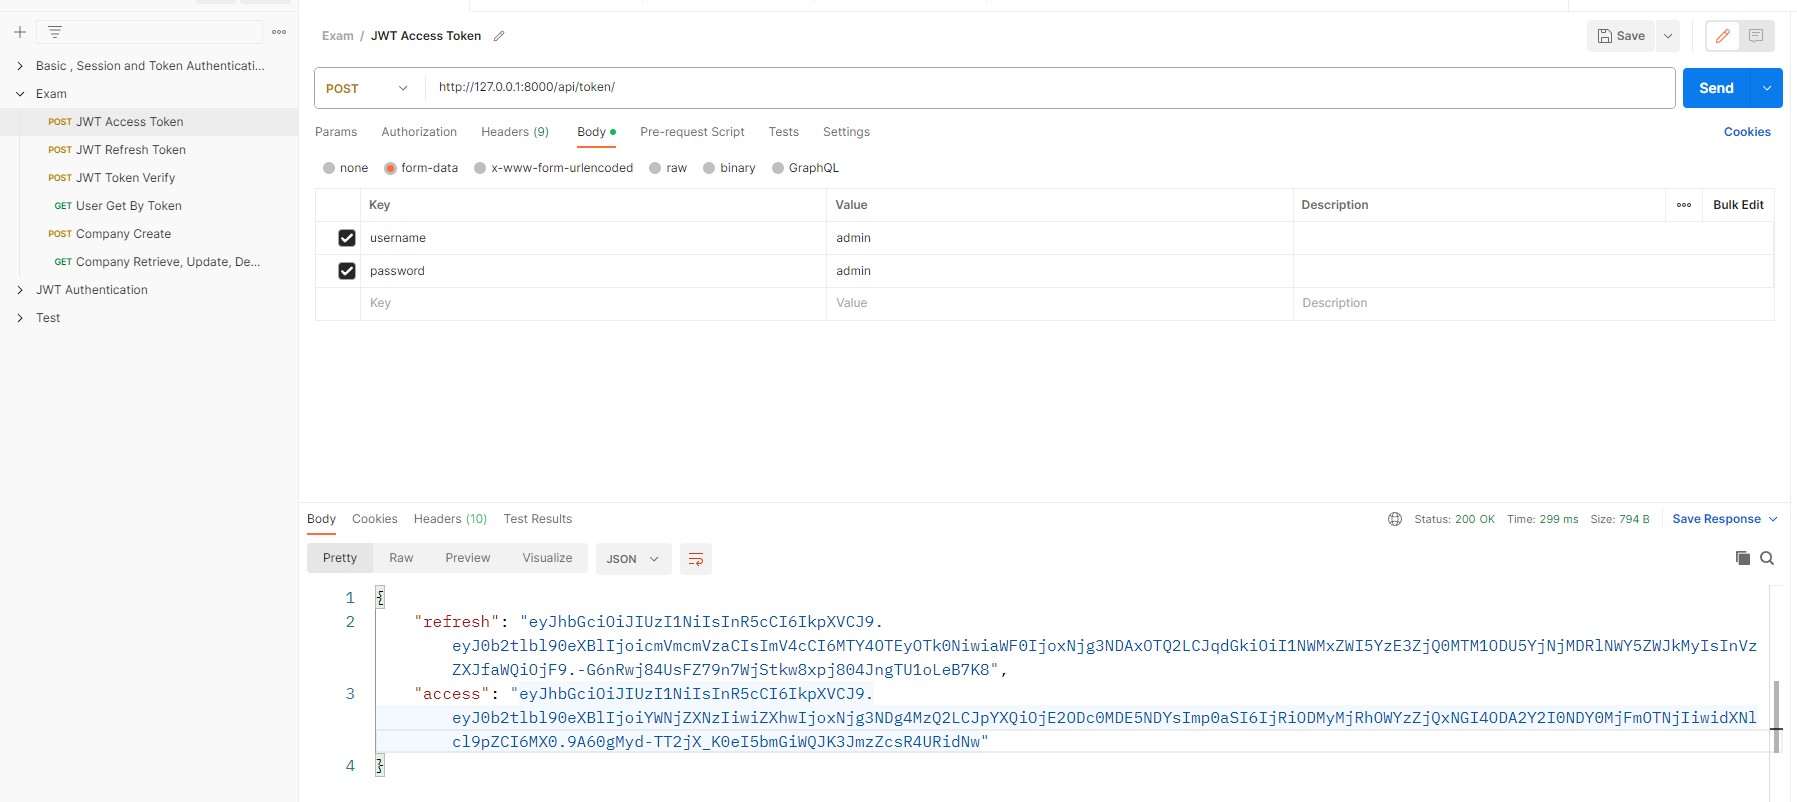 Exam / JWT Access Token
Save
Basic , Session and Token Authenticati...
Exam
POST JWT Access Token
POST JWT Refresh Token
POST JWT Token Verify
GET User Get By Token
POST Company Create
GET Company Retrieve, Update, De...
JWT Authentication
Test
POST http://127.0.0.1:8000/api/token/
Send
Params Authorization Headers (9) Body Pre-request Script Tests Settings Cookies
none form-data x-www-form-urlencoded raw binary GraphQL
Key Value Description Bulk Edit
username admin
password admin
Key Value Description
Body Cookies Headers (10) Test Results Status: 200 OK Time: 299 ms Size: 794 B Save Response
Pretty Raw Preview Visualize JSON
1 {
2 "refresh": "eyJhbGciOiJIUzI1NiIsInR5cCI6IkpXVCJ9.
eyJ0b2tlbl90eXBlIjoicmVmcmVzaCIsImV4cCI6MTY4OTEyOTk0NiwiaWF0IjoxNjg3NDAxOTQ2LCJqdGkiOiI1NWMxZWI5YzE3ZjQ0MTM1ODU5YjNjMDRlNWY5ZWJkMyIsInVz
ZXJfaWQiOjF9.-G6nRwj84UsFZ79n7WjStkw8xpj804JngTU1oLeB7K8",
3 "access": "eyJhbGciOiJIUzI1NiIsInR5cCI6IkpXVCJ9.
eyJ0b2tlbl90eXBlIjoiYWNjZXNzIiwiZXhwIjoxNjg3NDg4MzQ2LCJpYXQiOjE2ODc0MDE5NDYsImp0aSI6IjRiODMyMjRhOWYzZjQxNGI4ODA2Y2I0NDY0MjFmOTNjIiwidXNl
cl9pZCI6MX0.9A60gMyd-TT2jX_K0eI5bmGiWQJK3JmzZcsR4URidNw"
4 }